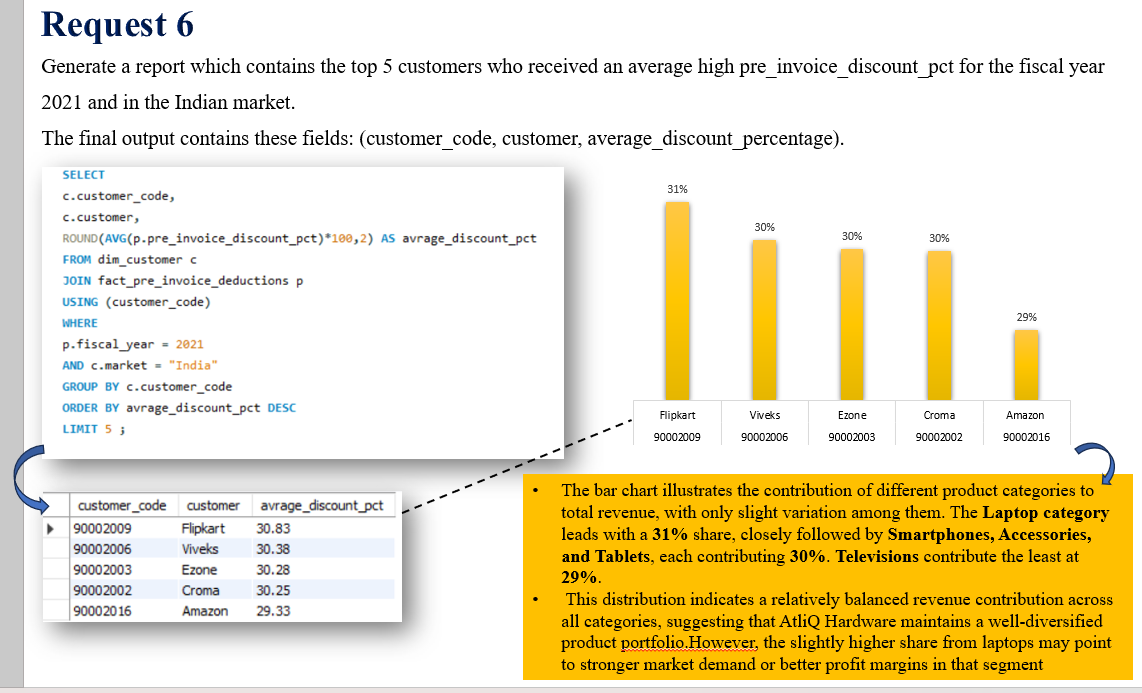 Request 6
Generate a report which contains the top 5 customers who received an average high pre_invoice_discount_pct for the fiscal year
2021 and in the Indian market.
The final output contains these fields: (customer_code, customer, average_discount_percentage).
SELECT
c.customer_code,
c.customer,
ROUND(AVG(p.pre_invoice_discount_pct)*100,2) AS avrage_discount_pct
FROM dim_customer c
JOIN fact_pre_invoice_deductions p
USING (customer_code)
WHERE
p.fiscal_year = 2021
AND c.market = "India"
GROUP BY c.customer_code
ORDER BY avrage_discount_pct DESC
LIMIT 5 ;
31%
30%
30%
30%
29%
Flipkart Viveks Ezone Croma Amazon
90002009 90002006 90002003 90002002 90002016
customer_code customer avrage_discount_pct
90002009 Flipkart 30.83
90002006 Viveks 30.38
90002003 Ezone 30.28
90002002 Croma 30.25
90002016 Amazon 29.33
• The bar chart illustrates the contribution of different product categories to
total revenue, with only slight variation among them. The Laptop category
leads with a 31% share, closely followed by Smartphones, Accessories,
and Tablets, each contributing 30%. Televisions contribute the least at
29%.
• This distribution indicates a relatively balanced revenue contribution across
all categories, suggesting that AtliQ Hardware maintains a well-diversified
product portfolio.However, the slightly higher share from laptops may point
to stronger market demand or better profit margins in that segment